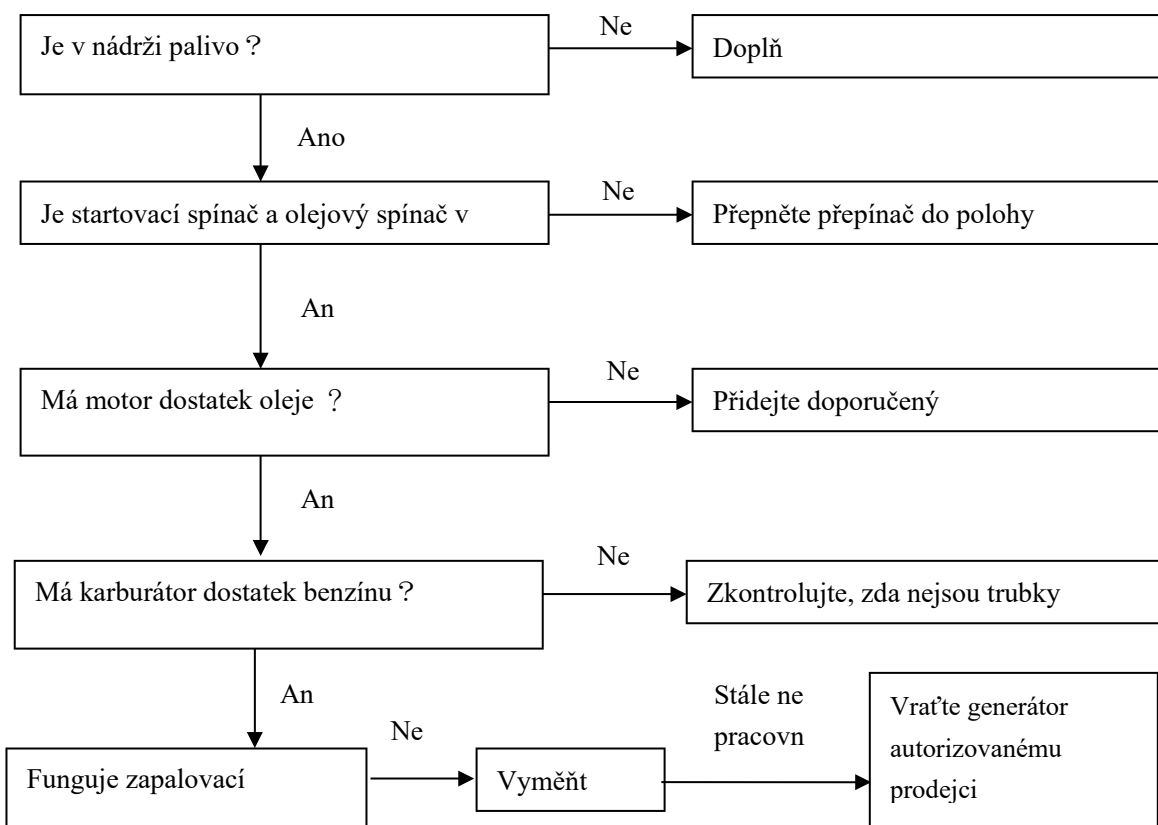 Je v nádrži palivo？
Ne
Doplň
Ano
Je startovací spínač a olejový spínač v
Ne
Přepněte přepínač do polohy
An
Má motor dostatek oleje ？
Ne
Přidejte doporučený
An
Má karburátor dostatek benzínu？
Ne
Zkontrolujte, zda nejsou trubky
An
Funguje zapalovací
Ne
Vyměňt
Stále ne
pracovn
Vraťte generátor
autorizovanému
prodejci